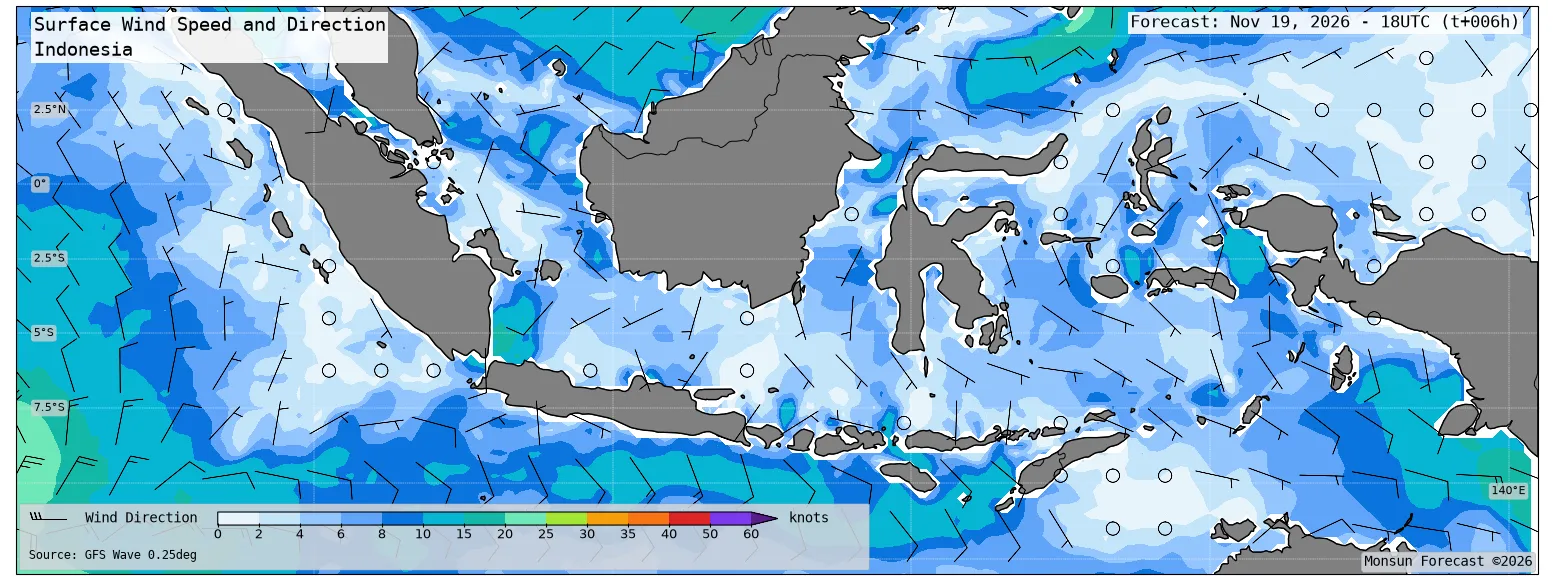 Surface Wind Speed and Direction
Indonesia
Forecast: Nov 19, 2026 - 18UTC (t+006h)
2.5°N
0°
2.5°S
5°S
7.5°S
140°E
Wind Direction
0 2 4 6 8 10 15 20 25 30 35 40 50 60
knots
Source: GFS Wave 0.25deg
Monsun Forecast ©2026